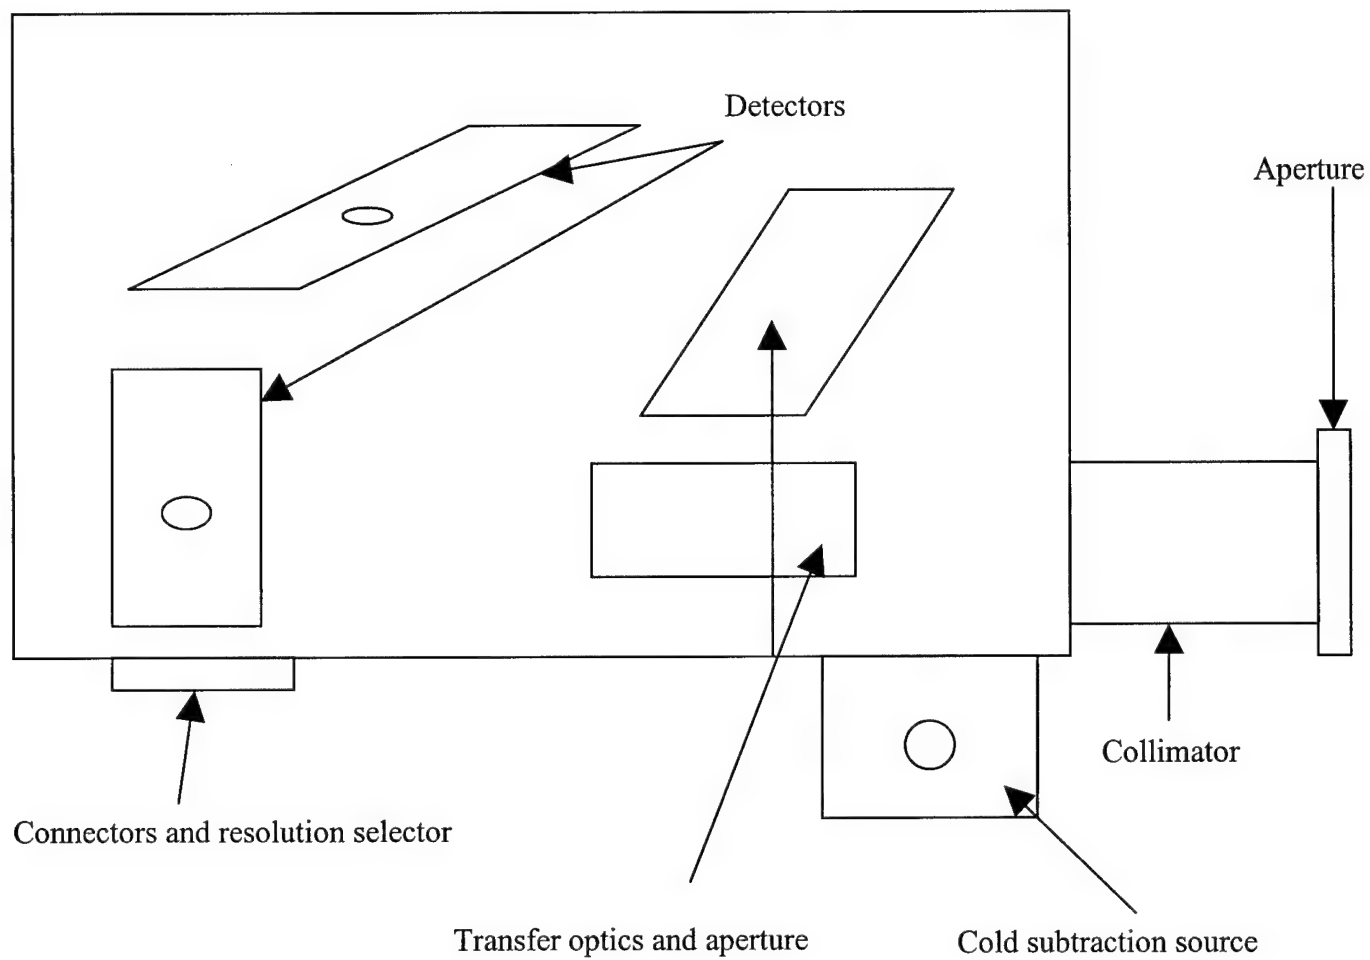 Detectors
Aperture
Collimator
Connectors and resolution selector
Transfer optics and aperture
Cold subtraction source